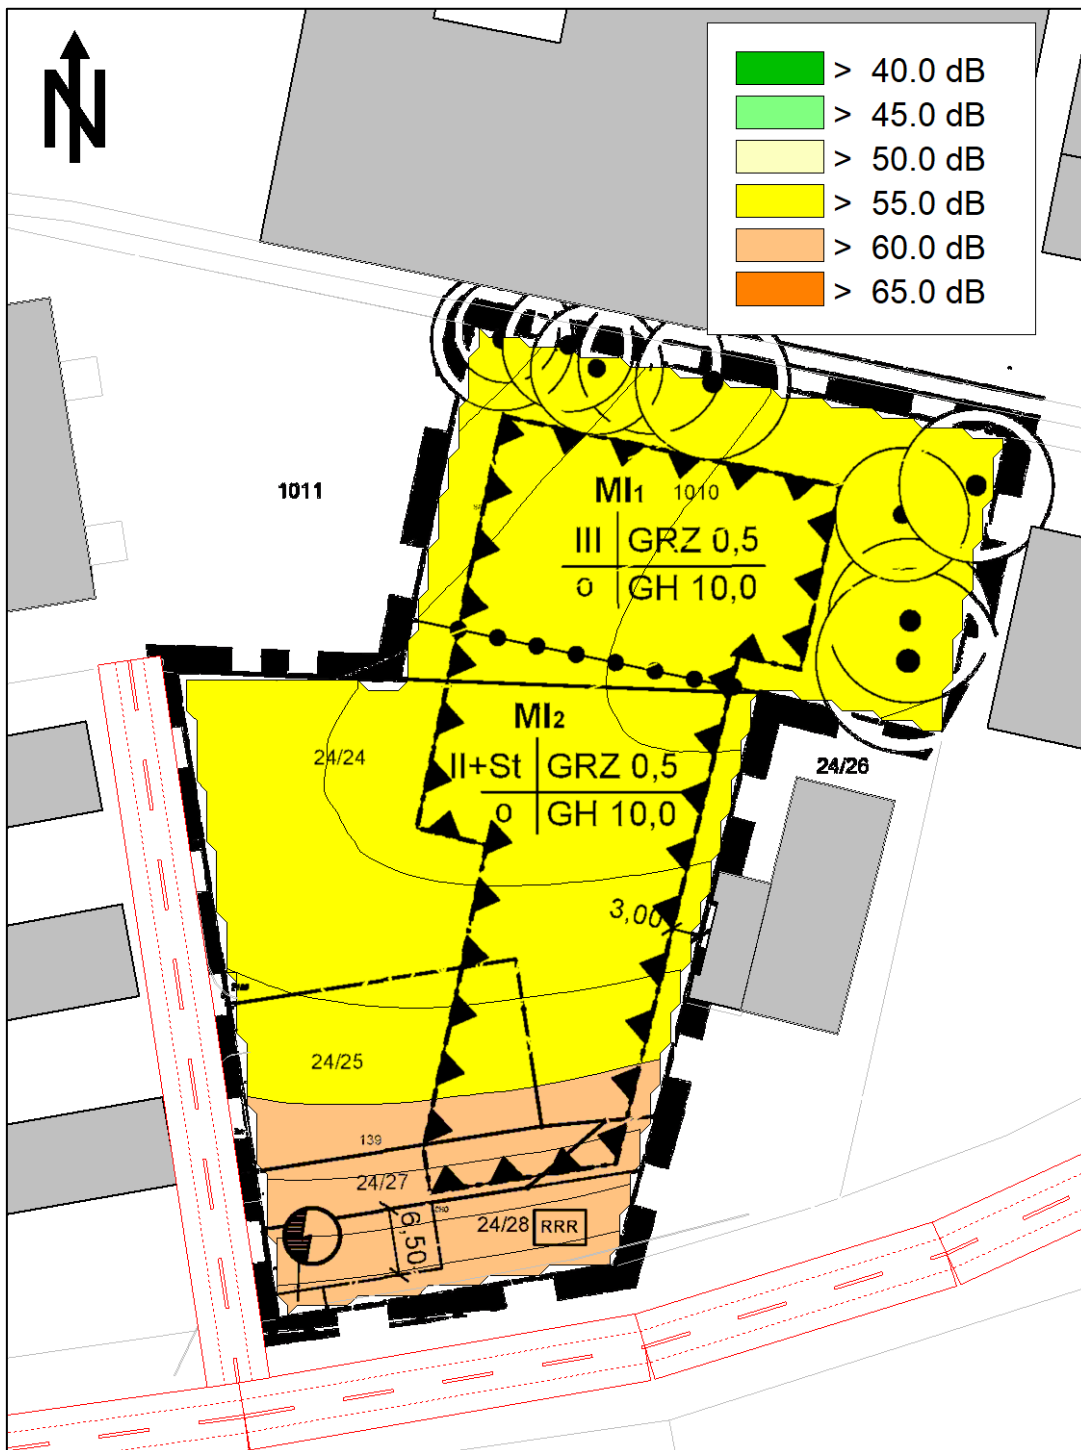 N
> 40.0 dB
> 45.0 dB
> 50.0 dB
> 55.0 dB
> 60.0 dB
> 65.0 dB
1011
MI1 1010
III GRZ 0,5
o GH 10,0
MI2
24/24
II+St GRZ 0,5
o GH 10,0
24/26
3,00
24/25
139
24/27
6,50
24/28 RRR